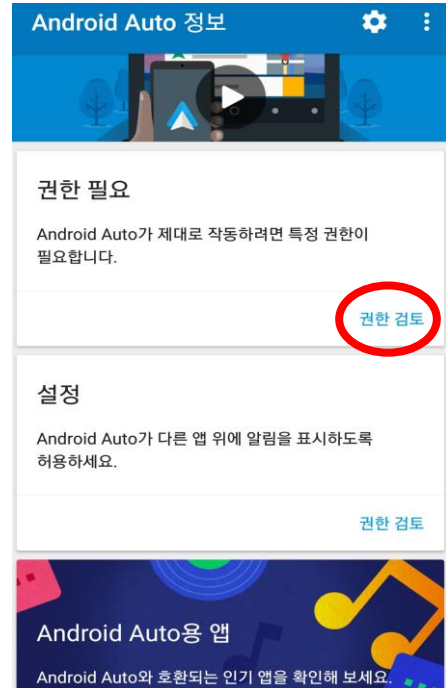 Android Auto 정보
권한 필요
Android Auto가 제대로 작동하려면 특정 권한이
필요합니다.
권한 검토
설정
Android Auto가 다른 앱 위에 알림을 표시하도록
허용하세요.
권한 검토
Android Auto용 앱
Android Auto와 호환되는 인기 앱을 확인해 보세요.